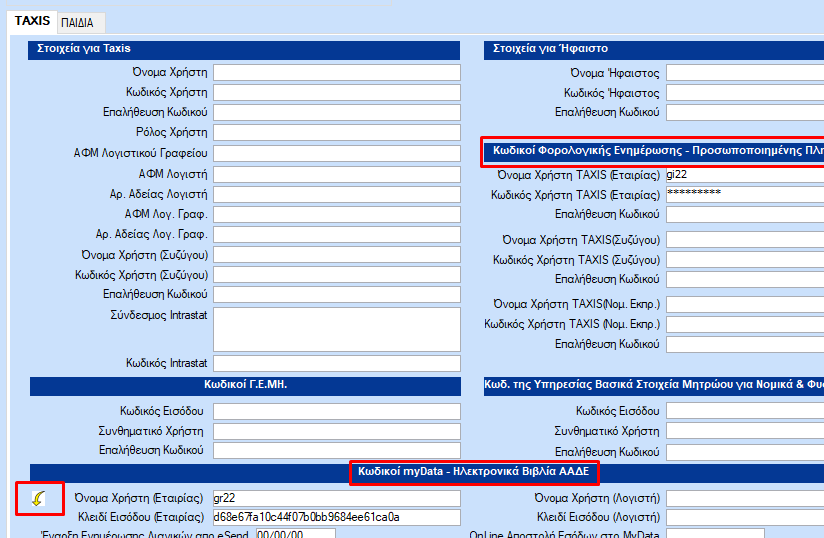 TAXIS ΠΑΙΔΙΑ
Στοιχεία για Taxis
Όνομα Χρήστη
Κωδικός Χρήστη
Επαλήθευση Κωδικού
Ρόλος Χρήστη
ΑΦΜ Λογιστικού Γραφείου
ΑΦΜ Λογιστή
Αρ. Αδείας Λογιστή
ΑΦΜ Λογ. Γραφ.
Αρ. Αδείας Λογ. Γραφ.
Όνομα Χρήστη (Συζύγου)
Κωδικός Χρήστη (Συζύγου)
Επαλήθευση Κωδικού
Σύνδεσμος Intrastat
Κωδικός Intrastat
Στοιχεία για Ήφαιστο
Όνομα Ήφαιστος
Κωδικός Ήφαιστος
Επαλήθευση Κωδικού
Κωδικοί Φορολογικής Ενημέρωσης - Προσωποποιημένης Πλη
Όνομα Χρήστη TAXIS (Εταιρίας) gi22
Κωδικός Χρήστη TAXIS (Εταιρίας) *********
Επαλήθευση Κωδικού
Όνομα Χρήστη TAXIS(Συζύγου)
Κωδικός Χρήστη TAXIS (Συζύγου)
Επαλήθευση Κωδικού
Όνομα Χρήστη TAXIS(Νομ. Εκπρ.)
Κωδικός Χρήστη TAXIS (Νομ. Εκπρ.)
Επαλήθευση Κωδικού
Κωδικοί Γ.Ε.ΜΗ.
Κωδικός Εισόδου
Συνθηματικό Χρήστη
Επαλήθευση Κωδικού
Κωδ. της Υπηρεσίας Βασικά Στοιχεία Μητρώου για Νομικά & Φυσ
Κωδικός Εισόδου
Συνθηματικό Χρήστη
Επαλήθευση Κωδικού
Κωδικοί myData - Ηλεκτρονικά Βιβλία ΑΑΔΕ
Όνομα Χρήστη (Εταιρίας) gr22
Κλειδί Εισόδου (Εταιρίας) d68e67fa10c44f07b0bb9684ee61ca0a
Έναρξη Ενημέρωσης Λιανικών απο eSend 00/00/00
Όνομα Χρήστη (Λογιστή)
Κλειδί Εισόδου (Λογιστή)
OnLine Αποστολή Εσόδων στο MyData